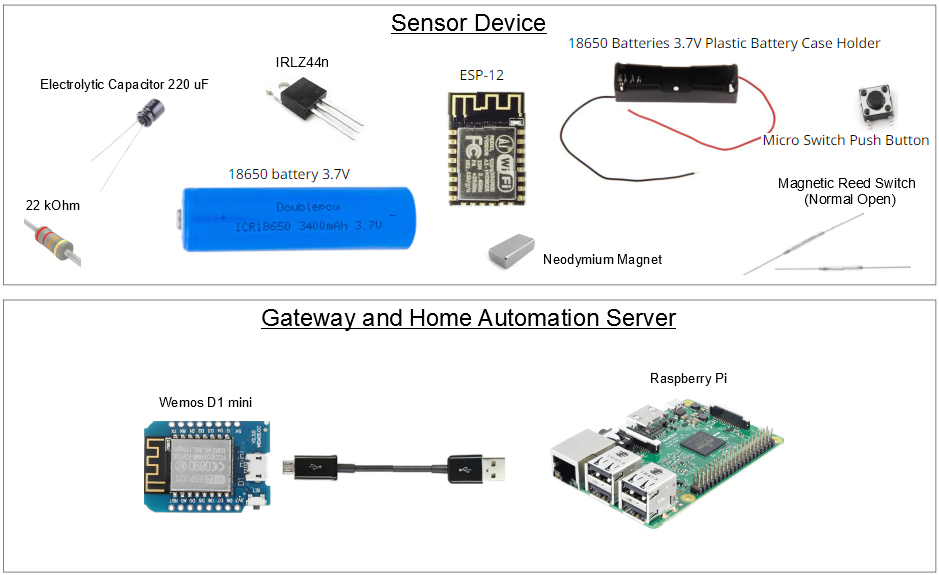 Sensor Device
18650 Batteries 3.7V Plastic Battery Case Holder
IRLZ44n
ESP-12
Electrolytic Capacitor 220 uF
Micro Switch Push Button
18650 battery 3.7V
Magnetic Reed Switch
(Normal Open)
22 kOhm
Doublepow
ICR18650 3400mAh 3.7V
WiFi
FC
Neodymium Magnet
Gateway and Home Automation Server
Raspberry Pi
Wemos D1 mini